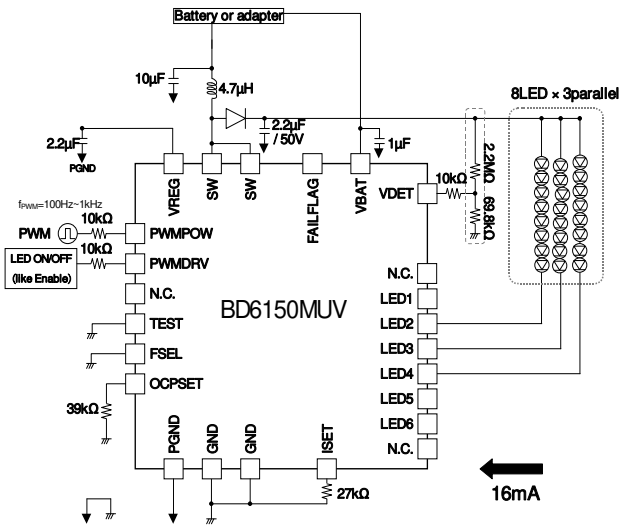 Battery or adapter
10μF
4.7μH
8LED × 3parallel
2.2μF
/ 50V
2.2μF
PGND
1μF
2.2MΩ
10kΩ
69.8kΩ
VREG
SW
SW
FAILFLAG
VBAT
VDET
fPWM=100Hz~1kHz
10kΩ
PWM
PWMPOW
10kΩ
LED ON/OFF
(like Enable)
PWMDRV
N.C.
N.C.
LED1
BD6150MUV
TEST
LED2
FSEL
LED3
OCPSET
LED4
39kΩ
LED5
LED6
N.C.
PGND
GND
GND
ISET
27kΩ
16mA